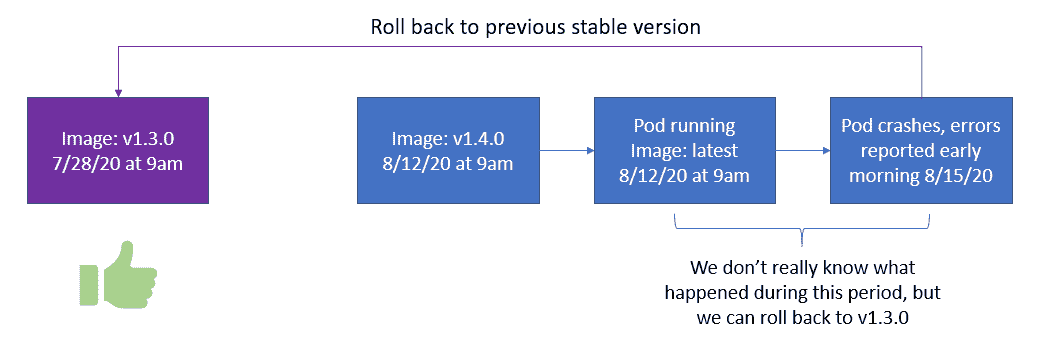 Roll back to previous stable version
Image: v1.3.0
7/28/20 at 9am
Image: v1.4.0
8/12/20 at 9am
Pod running
Image: latest
8/12/20 at 9am
Pod crashes, errors
reported early
morning 8/15/20
We don’t really know what
happened during this period, but
we can roll back to v1.3.0